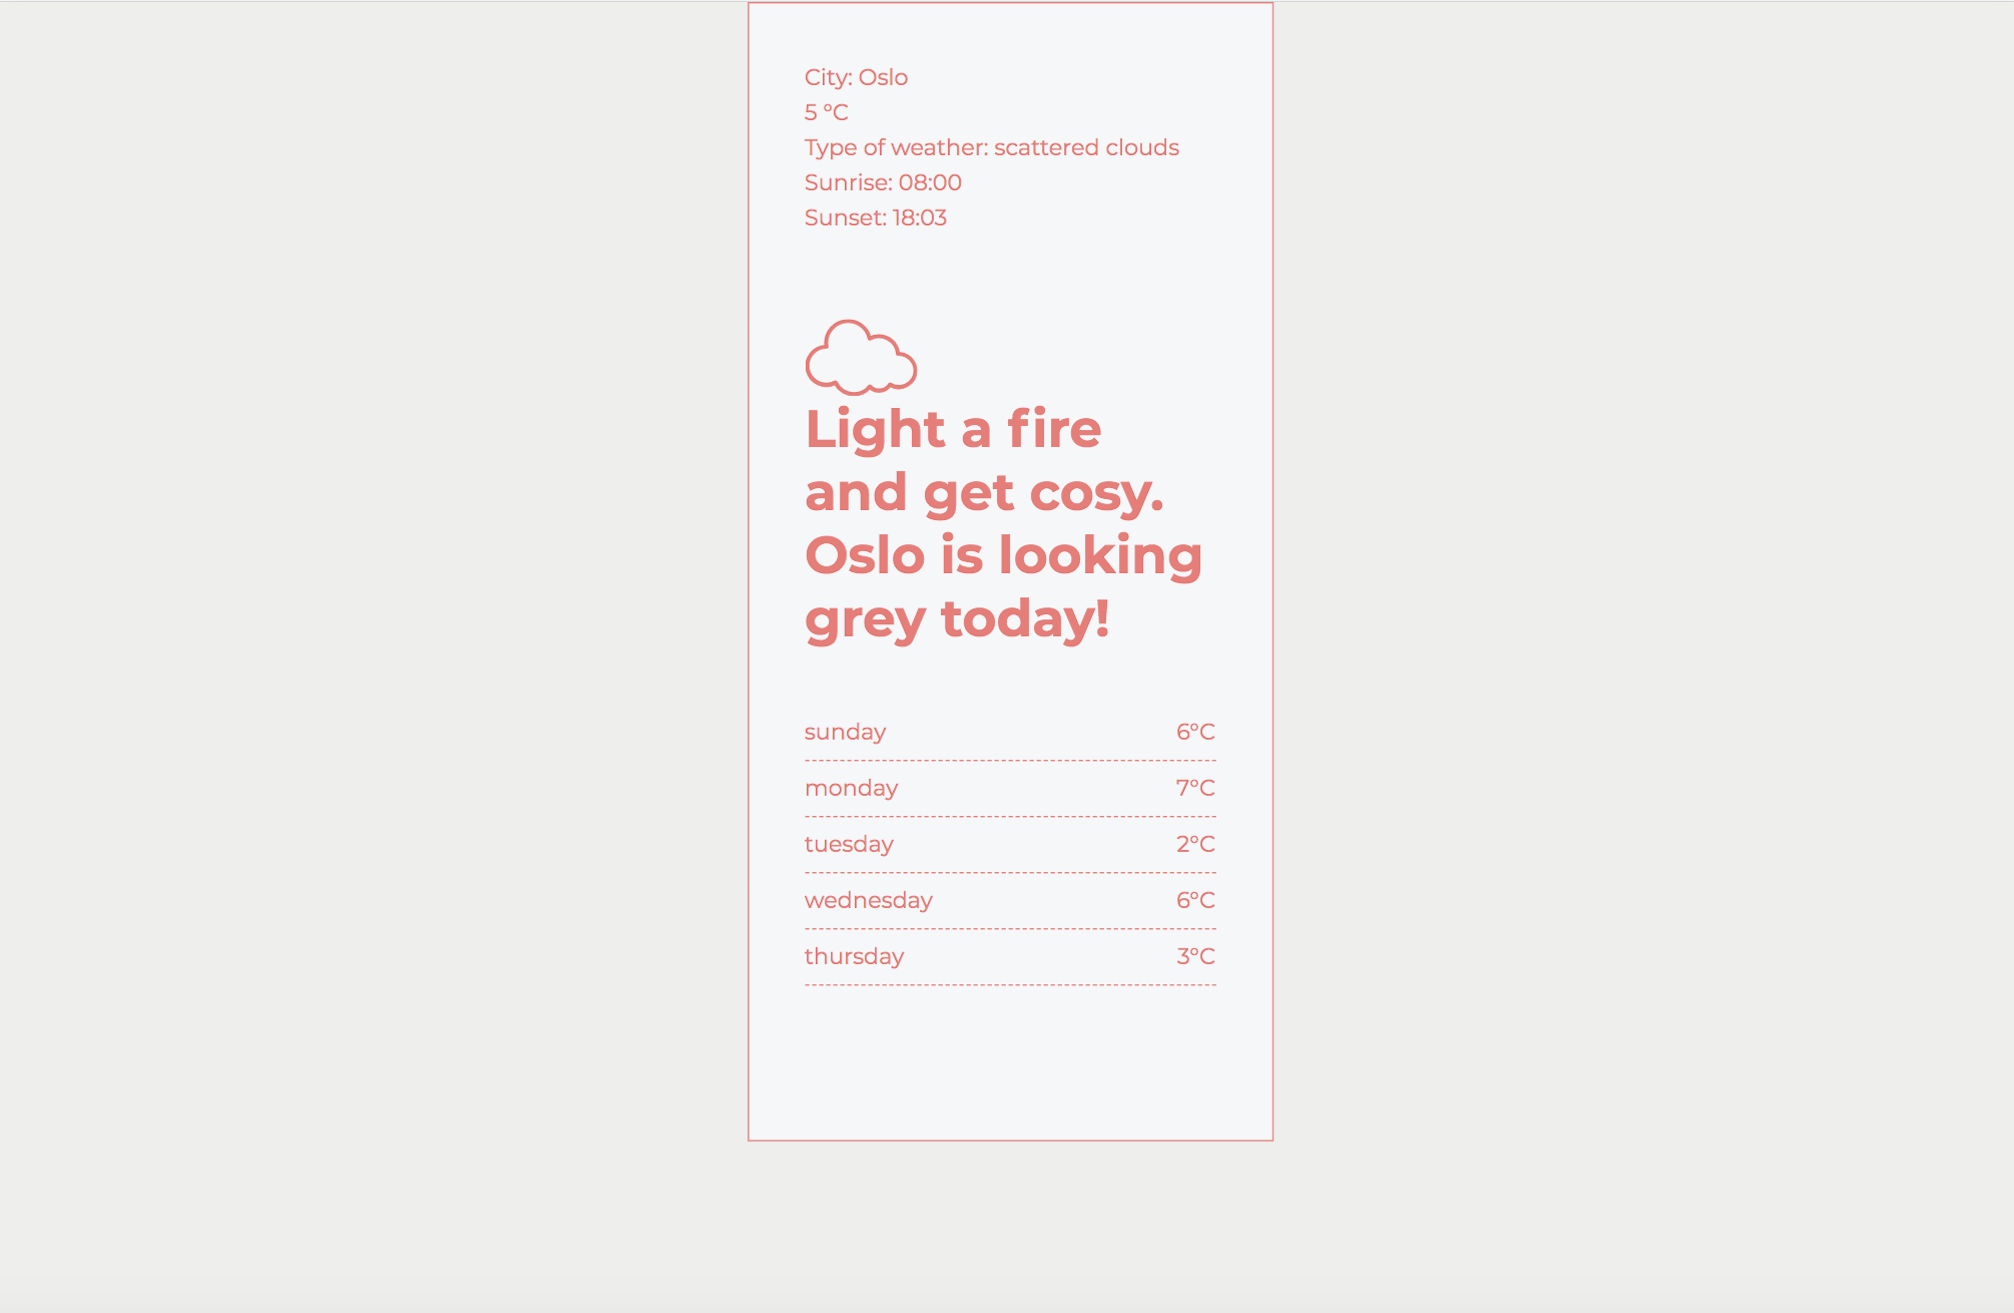 City: Oslo
5 °C
Type of weather: scattered clouds
Sunrise: 08:00
Sunset: 18:03
Light a fire
and get cosy.
Oslo is looking
grey today!
sunday 6°C
monday 7°C
tuesday 2°C
wednesday 6°C
thursday 3°C